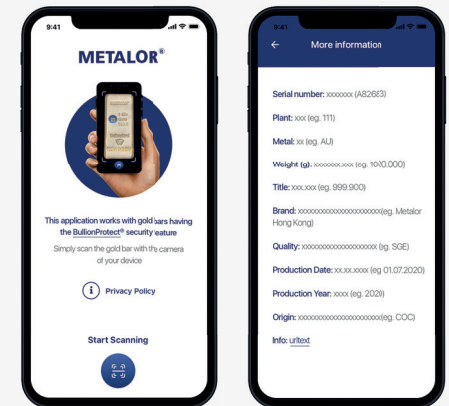 9:41
METALOR®
This application works with gold bars having
the BullionProtect® security feature
Simply scan the gold bar with the camera
of your device
Privacy Policy
Start Scanning
9:41
More information
Serial number: xxxxxxx (AB2683)
Plant: xxx (eg. 111)
Metal: xx (eg. AU)
Weight (g): xxxxxxxx.xxx (eg. 1000.000)
Title: xxx.xxx (eg. 999.900)
Brand: xxxxxxxxxxxxxxxxxxxxxxx(eg. Metalor
Hong Kong)
Quality: xxxxxxxxxxxxxxxxxxxxx (eg. SGE)
Production Date: xx.xx.xxxx (eg 01.07.2020)
Production Year: xxxx (eg. 2020)
Origin: xxxxxxxxxxxxxxxxxxxxxxx(eg. COC)
Info: urltext